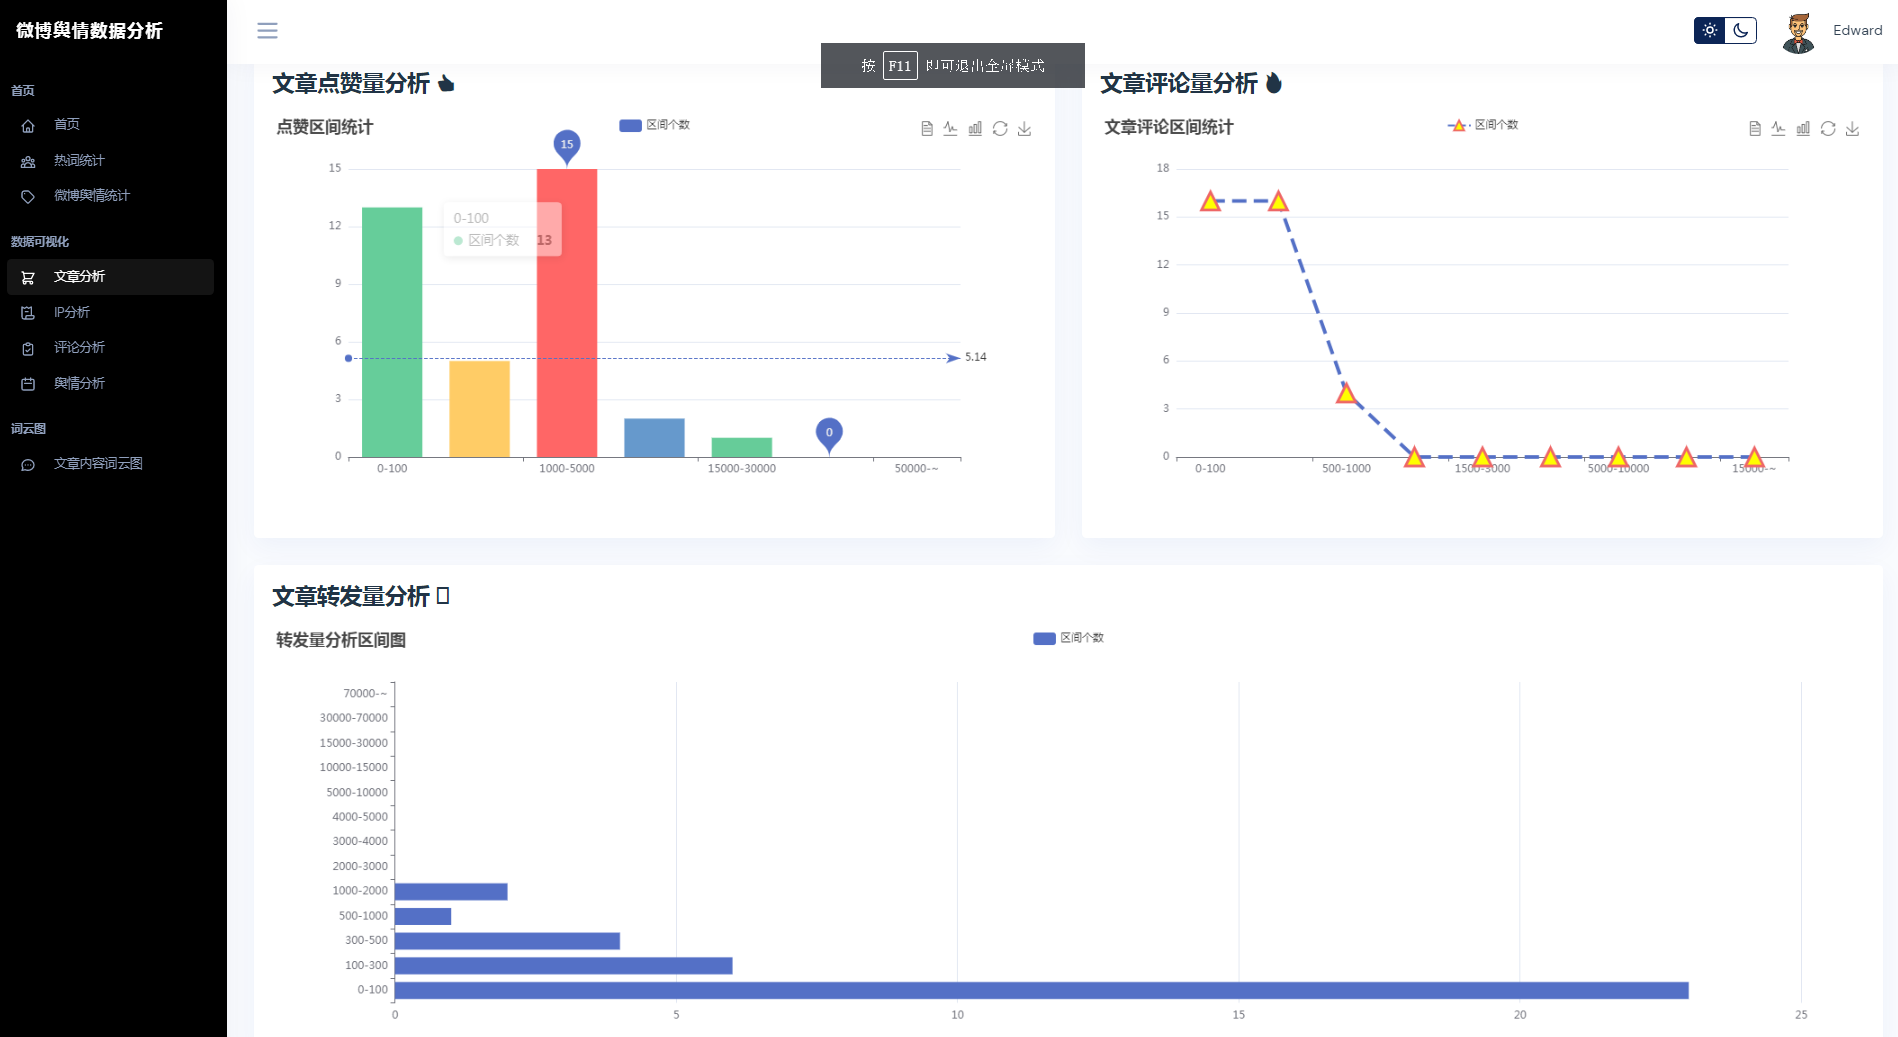 微博舆情数据分析
首页
首页
热词统计
微博舆情统计
数据可视化
文章分析
IP分析
评论分析
舆情分析
词云图
文章内容词云图
Edward
按 F11 即可退出全屏模式
文章点赞量分析
点赞区间统计
区间个数
15
12
9
6
3
0
15
0-100
区间个数 13
5.14
0
0-100
1000-5000
15000-30000
50000-~
文章评论量分析
文章评论区间统计
区间个数
18
15
12
9
6
3
0
0-100
500-1000
1500-3000
5000-10000
15000-~
文章转发量分析
转发量分析区间图
区间个数
70000-~
30000-70000
15000-30000
10000-15000
5000-10000
4000-5000
3000-4000
2000-3000
1000-2000
500-1000
300-500
100-300
0-100
0
5
10
15
20
25